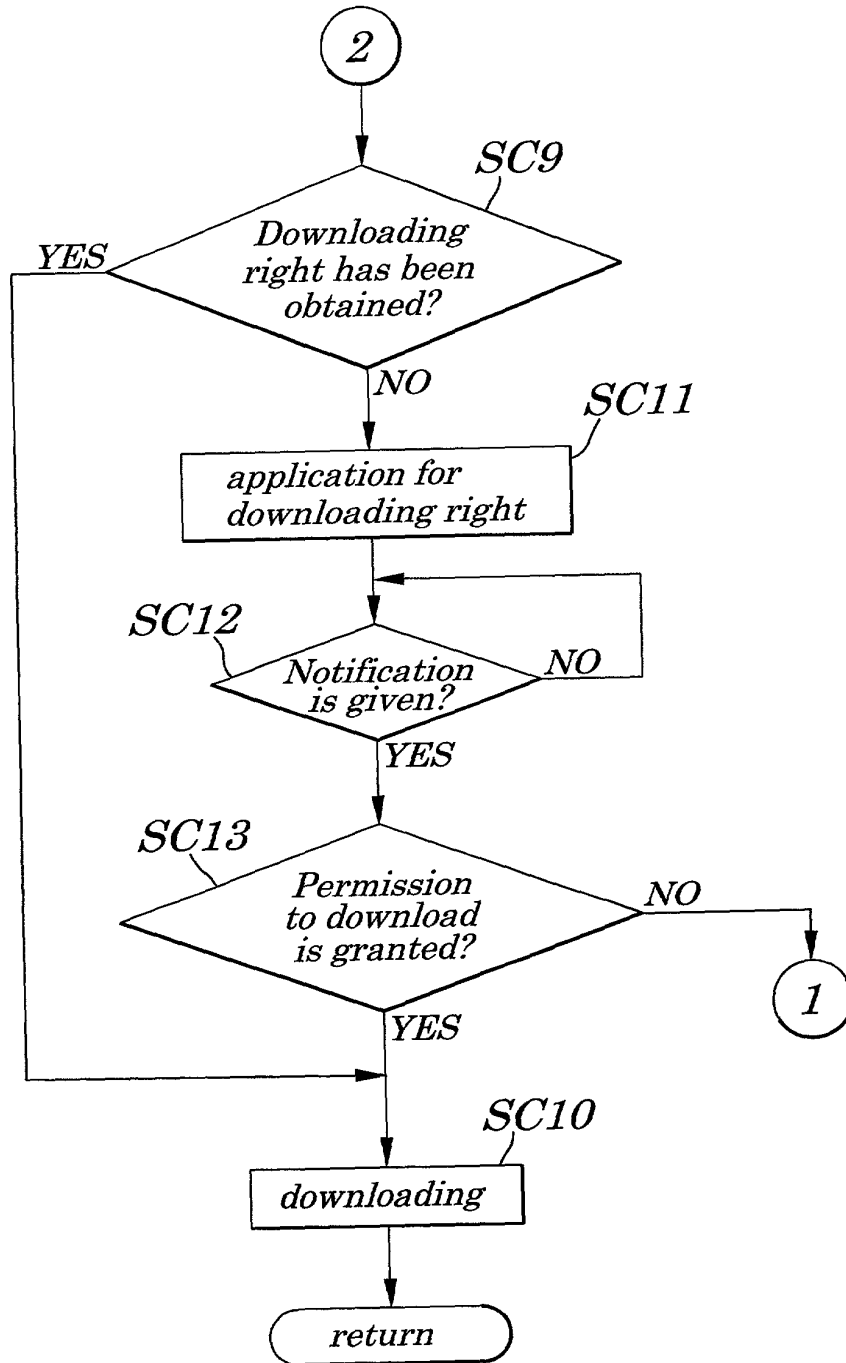 2
SC9
Downloading
right has been
obtained?
YES
NO
SC11
application for
downloading right
SC12
Notification
is given?
NO
YES
SC13
Permission
to download
is granted?
NO
1
YES
SC10
downloading
return